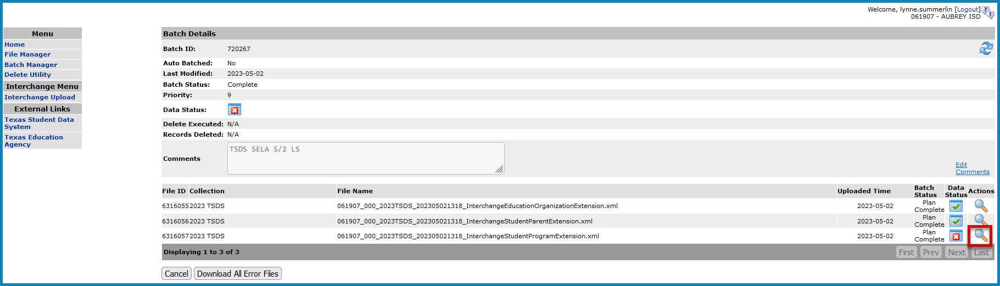 Welcome, lynne.summerlin [Logout]
061907 - AUBREY ISD
Menu
Home
File Manager
Batch Manager
Delete Utility
Interchange Menu
Interchange Upload
External Links
Texas Student Data
System
Texas Education
Agency
Batch Details
Batch ID: 720267
Auto Batched: No
Last Modified: 2023-05-02
Batch Status: Complete
Priority: 9
Data Status:
Delete Executed: N/A
Records Deleted: N/A
Comments TSDS SELA 5/2 LS
Edit
Comments
File ID Collection File Name Uploaded Time Batch Status Data Status Actions
6316055 2023 TSDS 061907_000_2023TSDS_202305021318_InterchangeEducationOrganizationExtension.xml 2023-05-02 Plan Complete
6316056 2023 TSDS 061907_000_2023TSDS_202305021318_InterchangeStudentParentExtension.xml 2023-05-02 Plan Complete
6316057 2023 TSDS 061907_000_2023TSDS_202305021318_InterchangeStudentProgramExtension.xml 2023-05-02 Plan Complete
Displaying 1 to 3 of 3 First Prev Next Last
Cancel Download All Error Files